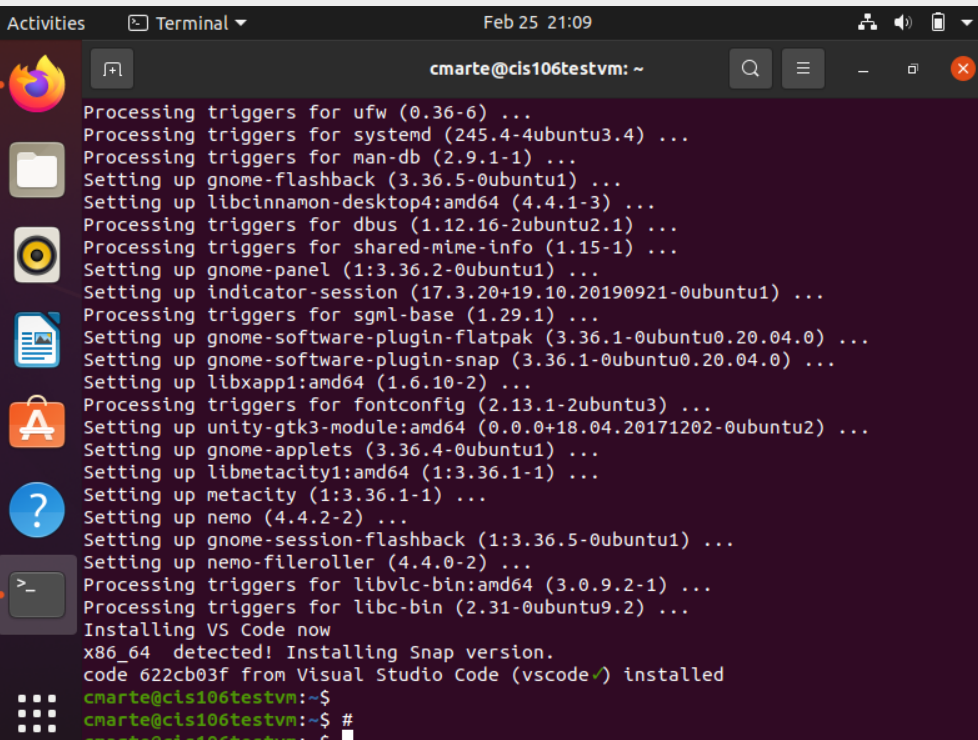 Activities
Terminal
Feb 25 21:09
cmarte@cis106testvm: ~
Processing triggers for ufw (0.36-6) ...
Processing triggers for systemd (245.4-4ubuntu3.4) ...
Processing triggers for man-db (2.9.1-1) ...
Setting up gnome-flashback (3.36.5-0ubuntu1) ...
Setting up libcinnamon-desktop4:amd64 (4.4.1-3) ...
Processing triggers for dbus (1.12.16-2ubuntu2.1) ...
Processing triggers for shared-mime-info (1.15-1) ...
Setting up gnome-panel (1:3.36.2-0ubuntu1) ...
Setting up indicator-session (17.3.20+19.10.20190921-0ubuntu1) ...
Processing triggers for sgml-base (1.29.1) ...
Setting up gnome-software-plugin-flatpak (3.36.1-0ubuntu0.20.04.0) ...
Setting up gnome-software-plugin-snap (3.36.1-0ubuntu0.20.04.0) ...
Setting up libxapp1:amd64 (1.6.10-2) ...
Processing triggers for fontconfig (2.13.1-2ubuntu3) ...
Setting up unity-gtk3-module:amd64 (0.0.0+18.04.20171202-0ubuntu2) ...
Setting up gnome-applets (3.36.4-0ubuntu1) ...
Setting up libmetacity1:amd64 (1:3.36.1-1) ...
Setting up metacity (1:3.36.1-1) ...
Setting up nemo (4.4.2-2) ...
Setting up gnome-session-flashback (1:3.36.5-0ubuntu1) ...
Setting up nemo-fileroller (4.4.0-2) ...
Processing triggers for libvlc-bin:amd64 (3.0.9.2-1) ...
Processing triggers for libc-bin (2.31-0ubuntu9.2) ...
Installing VS Code now
x86_64  detected! Installing Snap version.
code 622cb03f from Visual Studio Code (vscode✓) installed
cmarte@cis106testvm:~$
cmarte@cis106testvm:~$ #